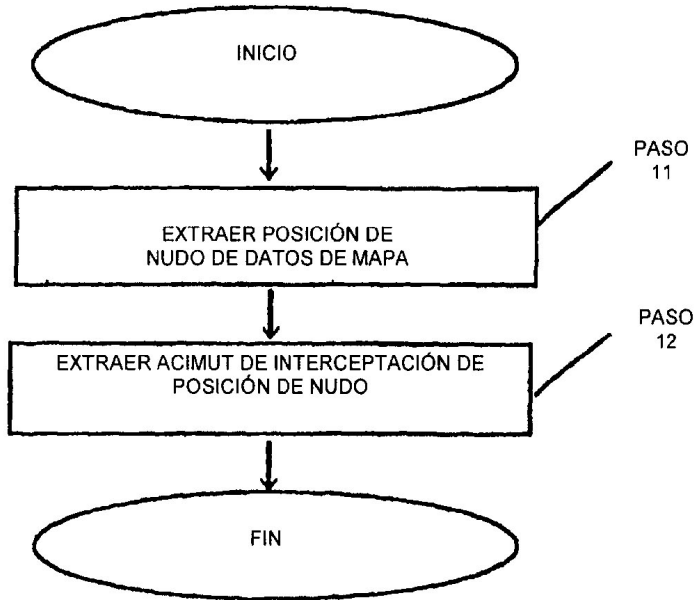 INICIO
PASO
11
EXTRAER POSICIÓN DE
NUDO DE DATOS DE MAPA
PASO
12
EXTRAER ACIMUT DE INTERCEPTACIÓN DE
POSICIÓN DE NUDO
FIN